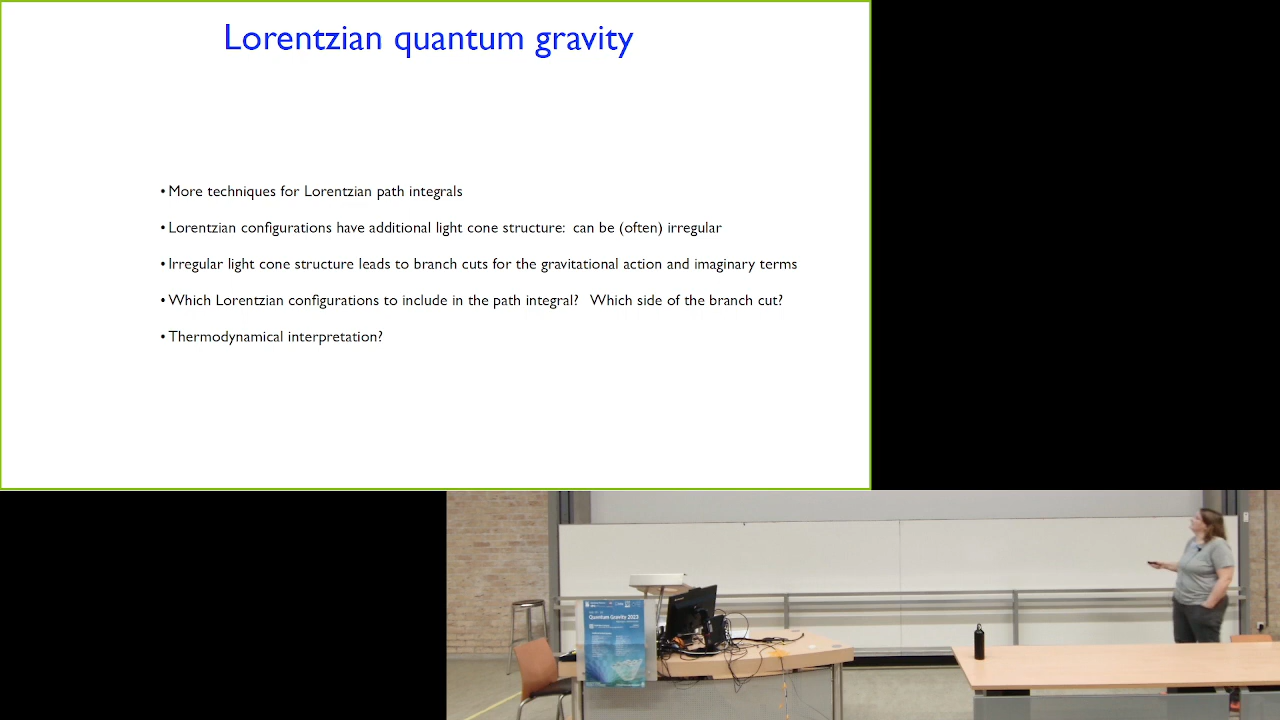 Lorentzian quantum gravity
• More techniques for Lorentzian path integrals
• Lorentzian configurations have additional light cone structure: can be (often) irregular
• Irregular light cone structure leads to branch cuts for the gravitational action and imaginary terms
• Which Lorentzian configurations to include in the path integral? Which side of the branch cut?
• Thermodynamical interpretation?
Quantum Gravity 2023